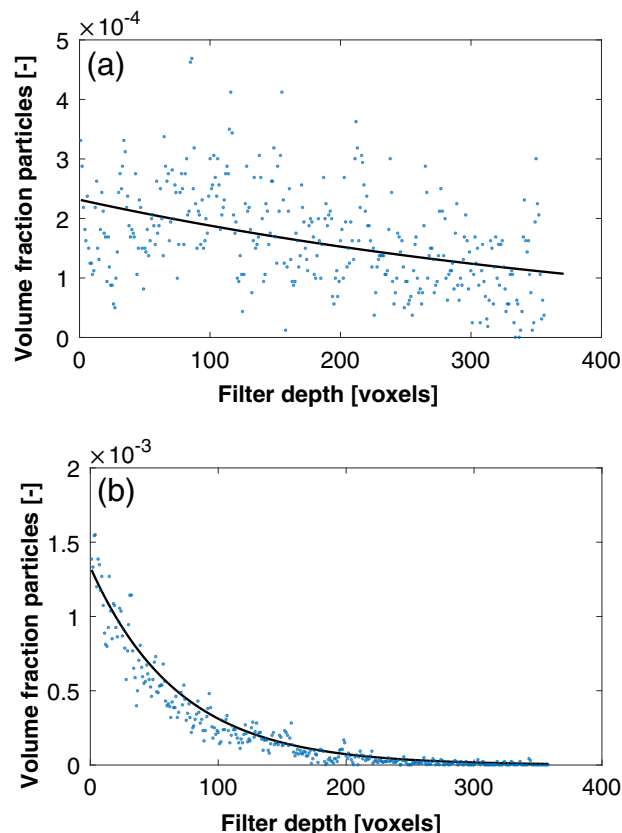 ×10⁻⁴
(a)
5
4
3
2
1
0
Volume fraction particles [-]
0 100 200 300 400
Filter depth [voxels]
×10⁻³
(b)
2
1.5
1
0.5
0
Volume fraction particles [-]
0 100 200 300 400
Filter depth [voxels]